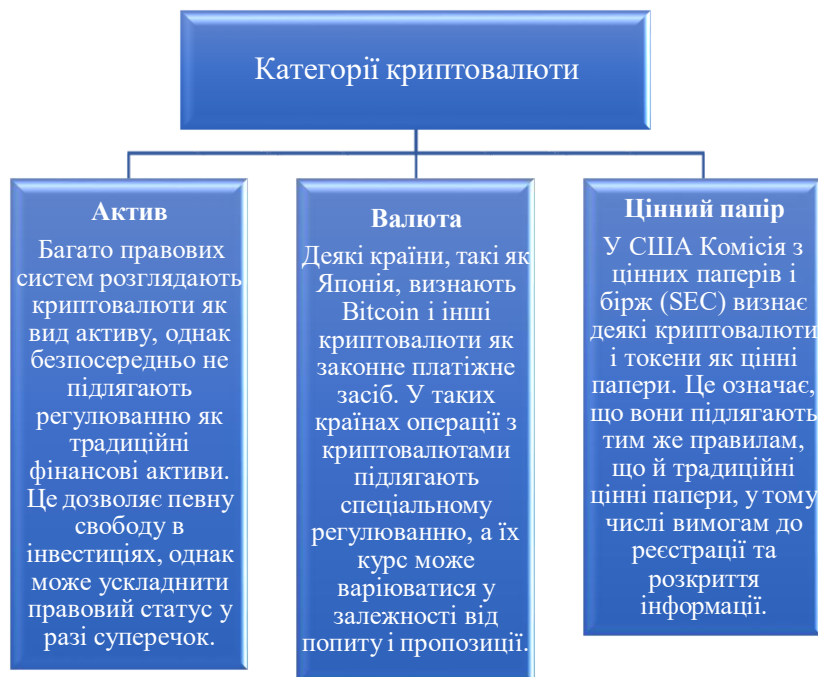 Категорії криптовалюти
Актив
Багато правових
систем розглядають
криптовалюти як
вид активу, однак
безпосередньо не
підлягають
регулюванню як
традиційні
фінансові активи.
Це дозволяє певну
свободу в
інвестиціях, однак
може ускладнити
правовий статус у
разі суперечок.
Валюта
Деякі країни, такі як
Японія, визнають
Bitcoin і інші
криптовалюти як
законне платіжне
засіб. У таких
країнах операції з
криптовалютами
підлягають
спеціальному
регулюванню, а їх
курс може
варіюватися у
залежності від
попиту і пропозиції.
Цінний папір
У США Комісія з
цінних паперів і
бірж (SEC) визнає
деякі криптовалюти
і токени як цінні
папери. Це означає,
що вони підлягають
тим же правилам,
що й традиційні
цінні папери, у тому
числі вимогам до
реєстрації та
розкриття
інформації.